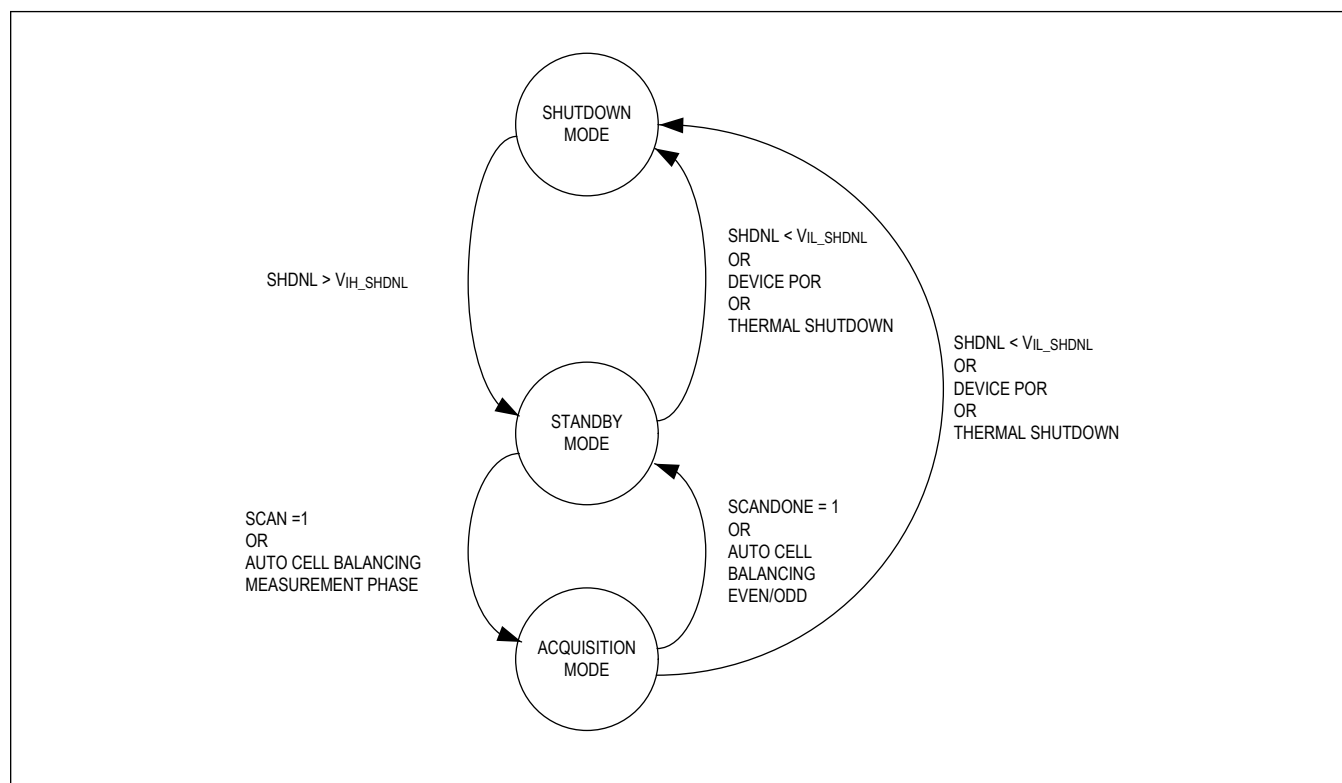 SHUTDOWN
MODE
SHDNL > VIH_SHDNL
SHDNL < VIL_SHDNL
OR
DEVICE POR
OR
THERMAL SHUTDOWN
SHDNL < VIL_SHDNL
OR
DEVICE POR
OR
THERMAL SHUTDOWN
STANDBY
MODE
SCAN =1
OR
AUTO CELL BALANCING
MEASUREMENT PHASE
SCANDONE = 1
OR
AUTO CELL
BALANCING
EVEN/ODD
ACQUISITION
MODE